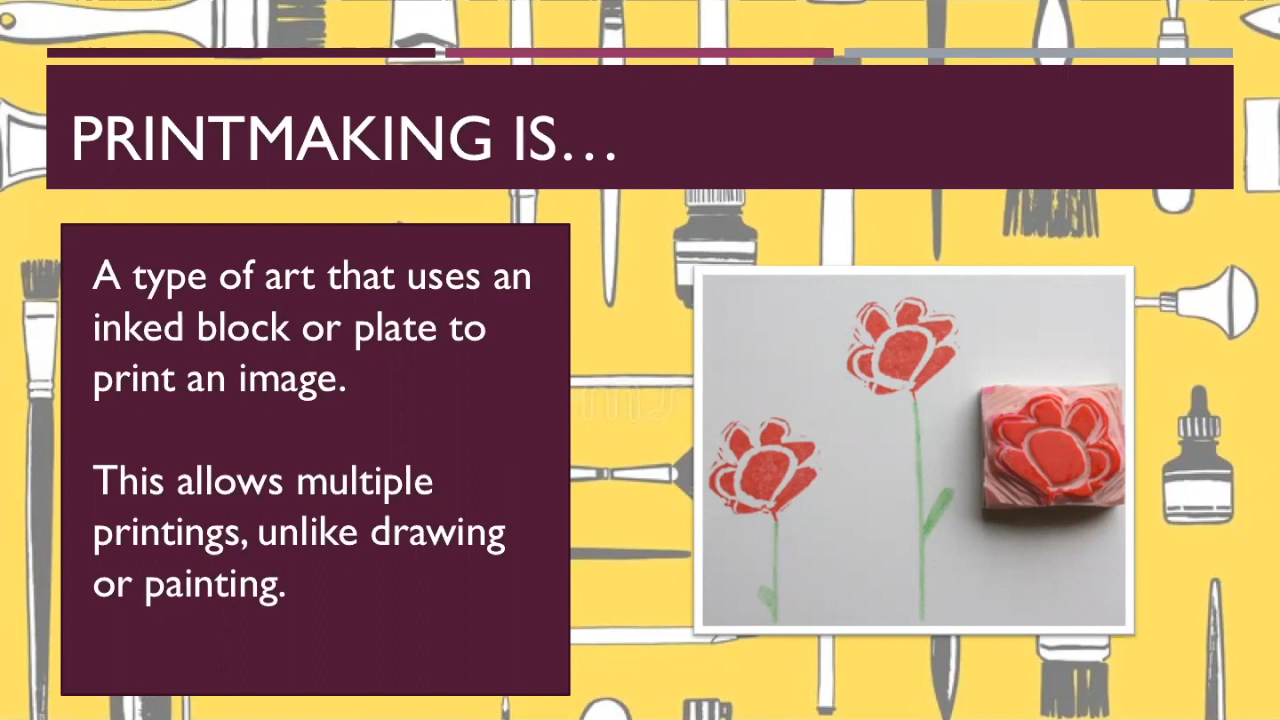 PRINTMAKING IS…
A type of art that uses an
inked block or plate to
print an image.
This allows multiple
printings, unlike drawing
or painting.